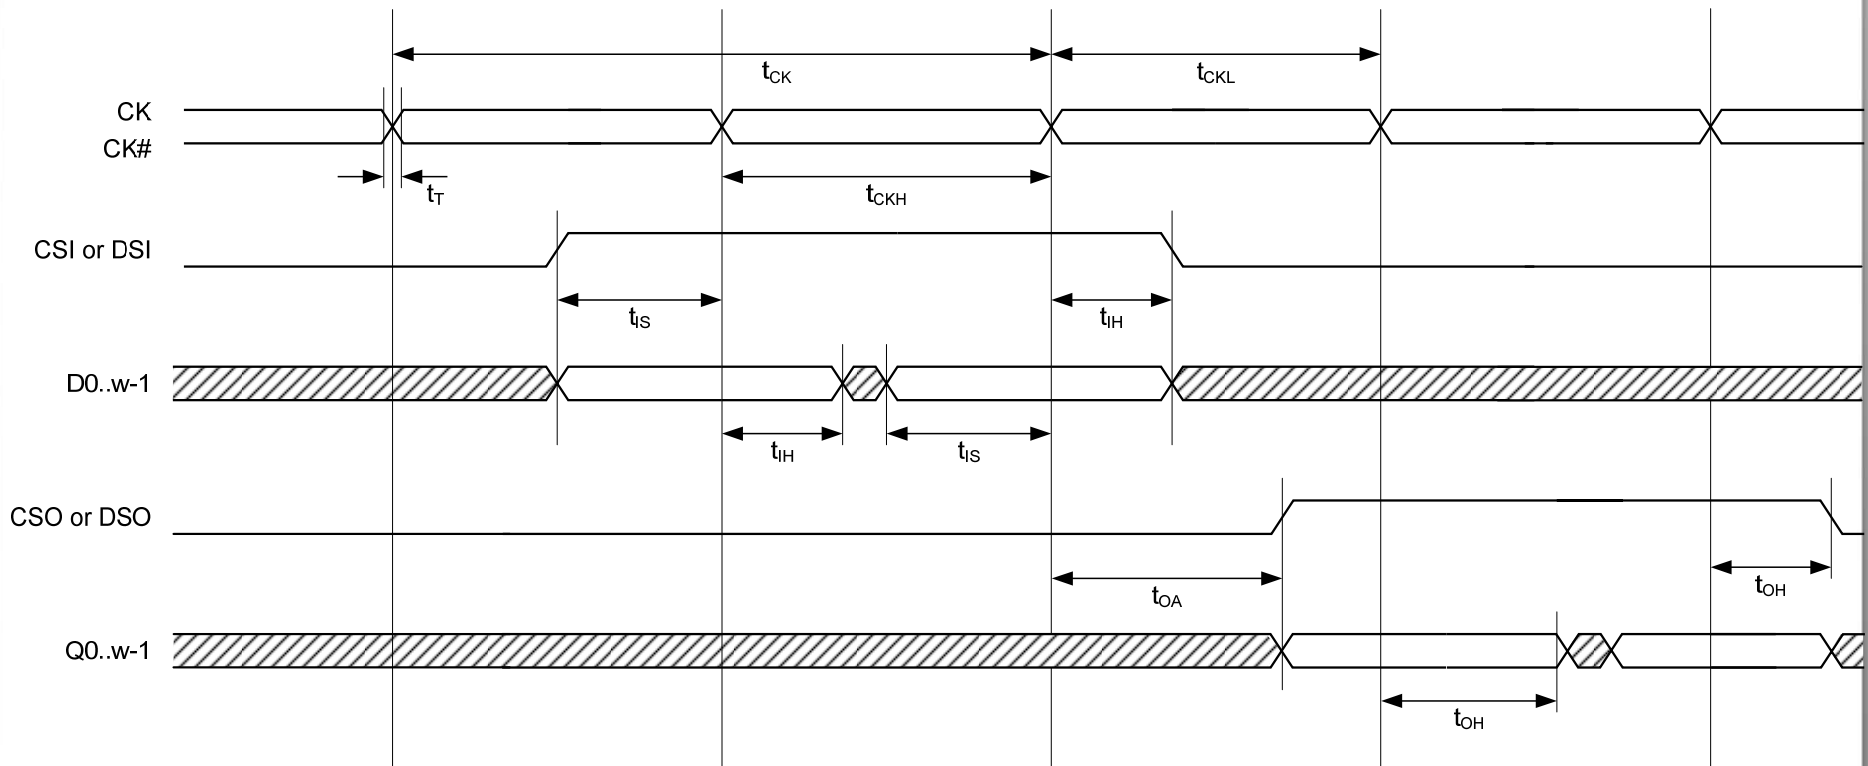 tCK
tCKL
CK
CK#
tT
tCKH
CSI or DSI
tIS
tIH
D0..w-1
tIH
tIS
CSO or DSO
tOA
tOH
Q0..w-1
tOH